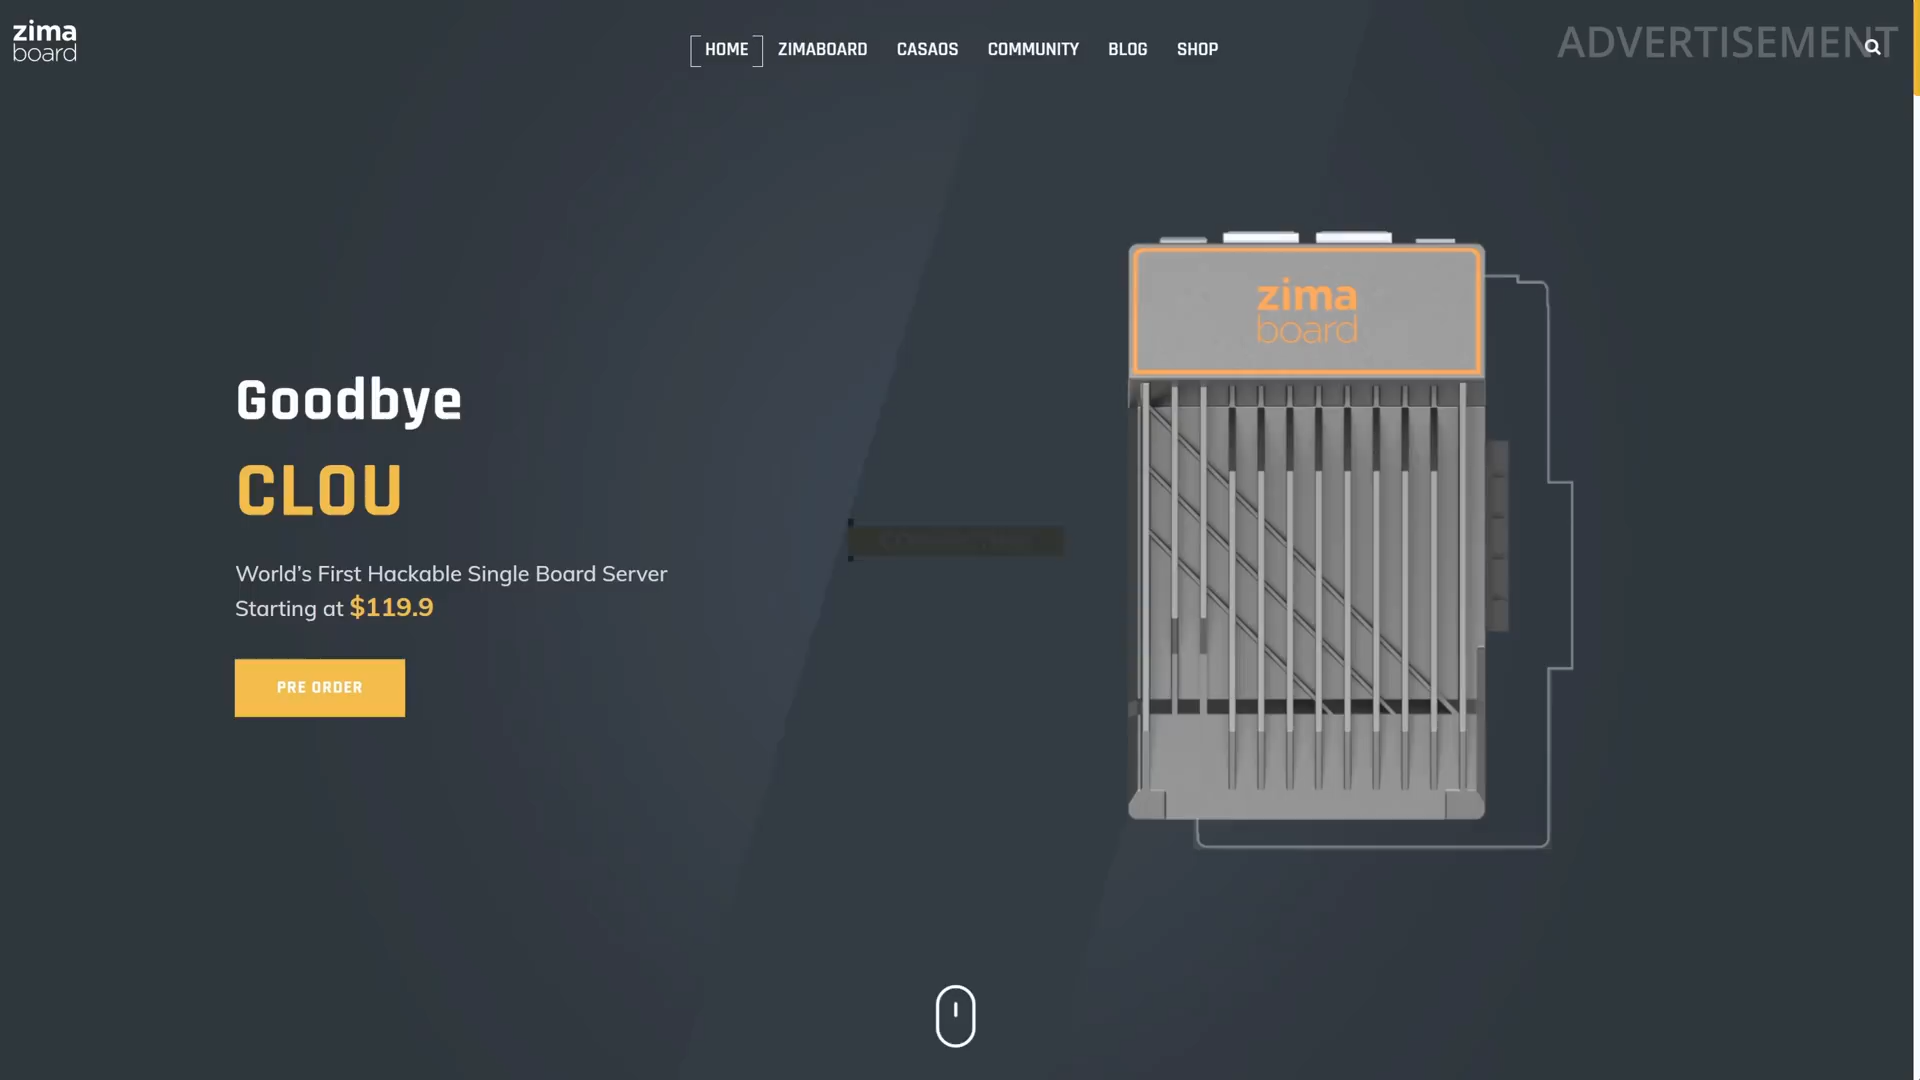 zima
board
HOME
ZIMABOARD
CASAOS
COMMUNITY
BLOG
SHOP
ADVERTISEMENT
zima
board
Goodbye
CLOU
World's First Hackable Single Board Server
Starting at $119.9
PRE ORDER